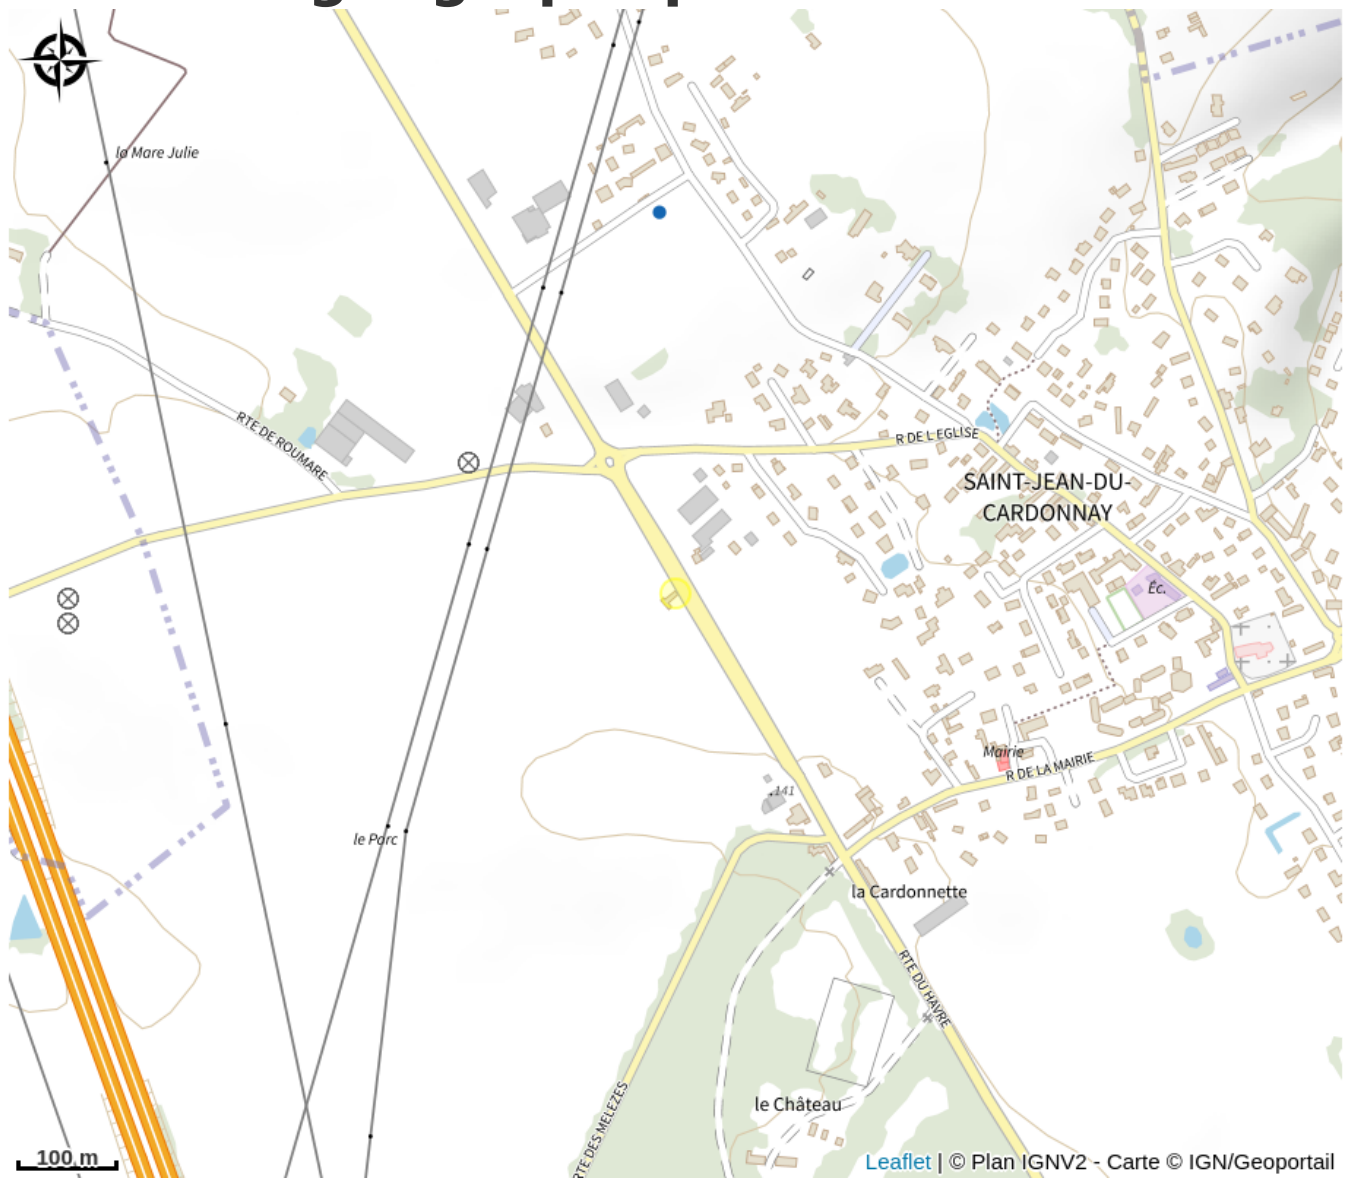 la Mare Julie
RTE DE ROUMARE
R DE L'EGLISE
SAINT-JEAN-DU-
CARDONNAY
Éc.
Mairie
R DE LA MAIRIE
141
le Parc
la Cardonnette
RTE DU HAVRE
le Château
RTE DES MELEZES
100 m
Leaflet | © Plan IGNV2 - Carte © IGN/Geoportail